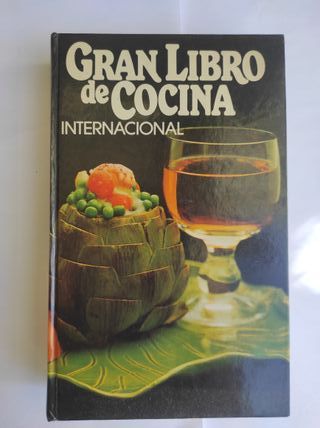 GRAN LIBRO
de COCINA
INTERNACIONAL